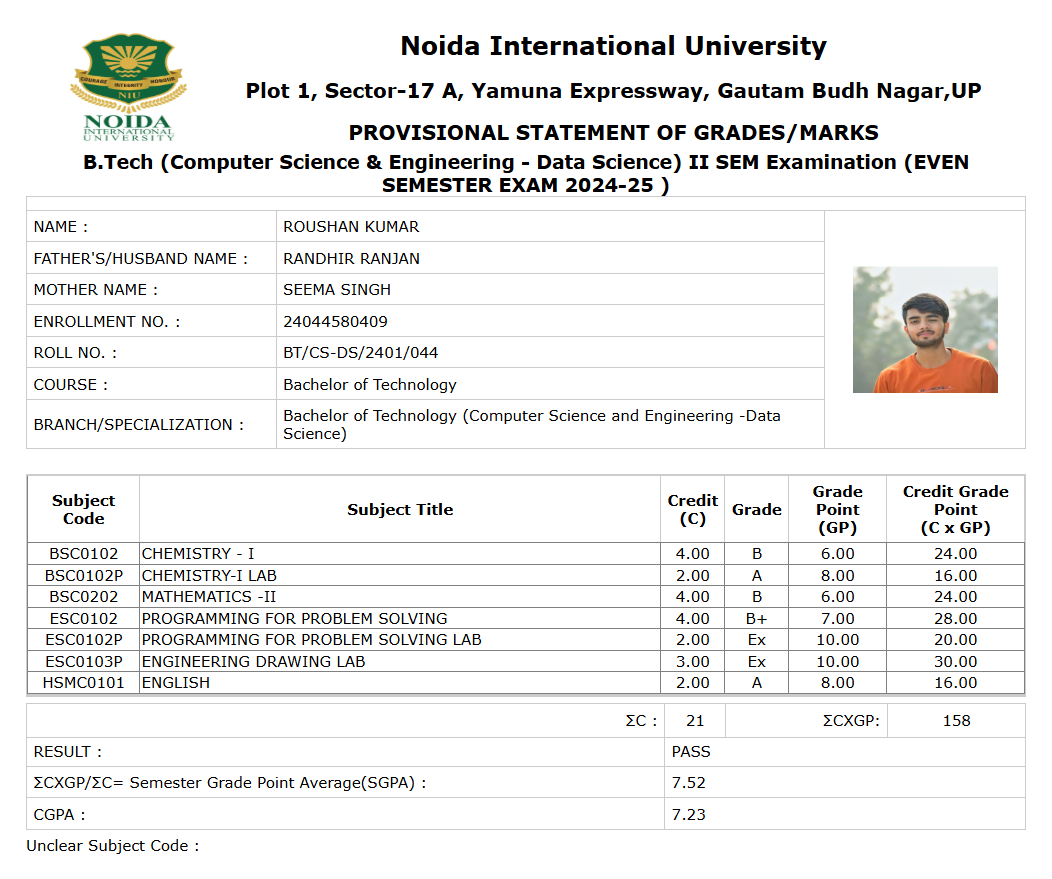 Noida International University
Plot 1, Sector-17 A, Yamuna Expressway, Gautam Budh Nagar,UP
COURAGE INTEGRITY HONOUR
NIU
NOIDA
INTERNATIONAL
UNIVERSITY
PROVISIONAL STATEMENT OF GRADES/MARKS
B.Tech (Computer Science & Engineering - Data Science) II SEM Examination (EVEN
SEMESTER EXAM 2024-25 )
NAME : ROUSHAN KUMAR
FATHER'S/HUSBAND NAME : RANDHIR RANJAN
MOTHER NAME : SEEMA SINGH
ENROLLMENT NO. : 24044580409
ROLL NO. : BT/CS-DS/2401/044
COURSE : Bachelor of Technology
BRANCH/SPECIALIZATION : Bachelor of Technology (Computer Science and Engineering -Data
Science)
Subject Code Subject Title Credit (C) Grade Grade Point (GP) Credit Grade Point (C x GP)
BSC0102 CHEMISTRY - I 4.00 B 6.00 24.00
BSC0102P CHEMISTRY-I LAB 2.00 A 8.00 16.00
BSC0202 MATHEMATICS -II 4.00 B 6.00 24.00
ESC0102 PROGRAMMING FOR PROBLEM SOLVING 4.00 B+ 7.00 28.00
ESC0102P PROGRAMMING FOR PROBLEM SOLVING LAB 2.00 Ex 10.00 20.00
ESC0103P ENGINEERING DRAWING LAB 3.00 Ex 10.00 30.00
HSMC0101 ENGLISH 2.00 A 8.00 16.00
ΣC : 21 ΣCXGP: 158
RESULT : PASS
ΣCXGP/ΣC= Semester Grade Point Average(SGPA) : 7.52
CGPA : 7.23
Unclear Subject Code :